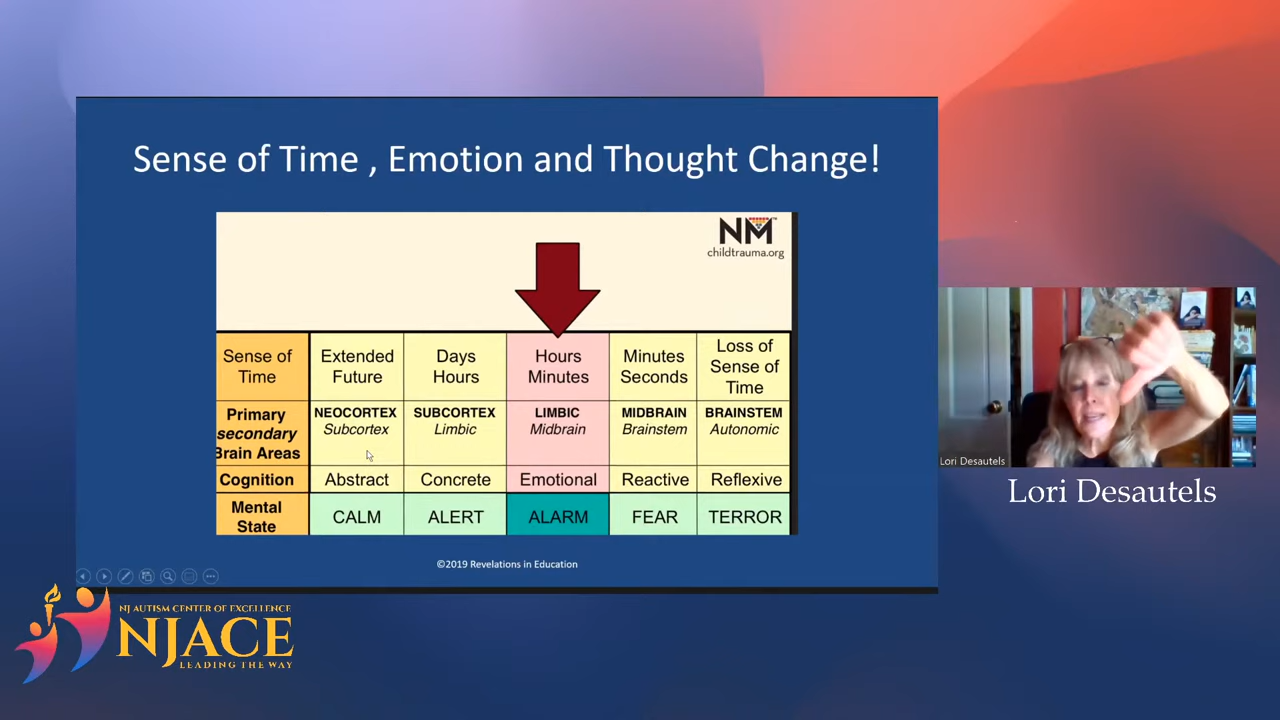 Sense of Time , Emotion and Thought Change!
NM
childtrauma.org
Sense of Time
Extended Future
Days Hours
Hours Minutes
Minutes Seconds
Loss of Sense of Time
Primary secondary Brain Areas
NEOCORTEX
Subcortex
SUBCORTEX
Limbic
LIMBIC
Midbrain
MIDBRAIN
Brainstem
BRAINSTEM
Autonomic
Cognition
Abstract
Concrete
Emotional
Reactive
Reflexive
Mental State
CALM
ALERT
ALARM
FEAR
TERROR
©2019 Revelations in Education
Lori Desautels
Lori Desautels
NJ AUTISM CENTER OF EXCELLENCE
NJACE
LEADING THE WAY